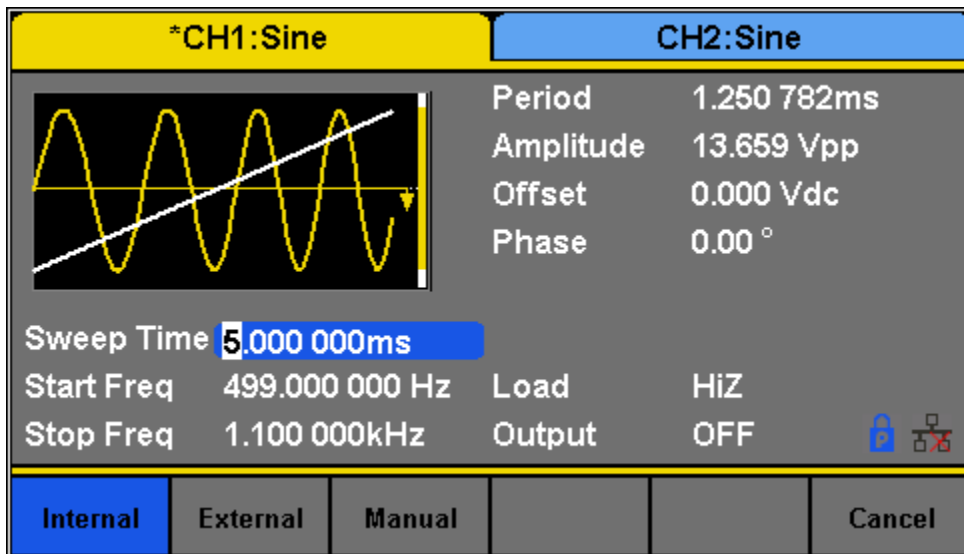 *CH1:Sine CH2:Sine
Period 1.250 782ms
Amplitude 13.659 Vpp
Offset 0.000 Vdc
Phase 0.00 °
Sweep Time 5.000 000ms
Start Freq 499.000 000 Hz Load HiZ
Stop Freq 1.100 000kHz Output OFF P
Internal External Manual Cancel